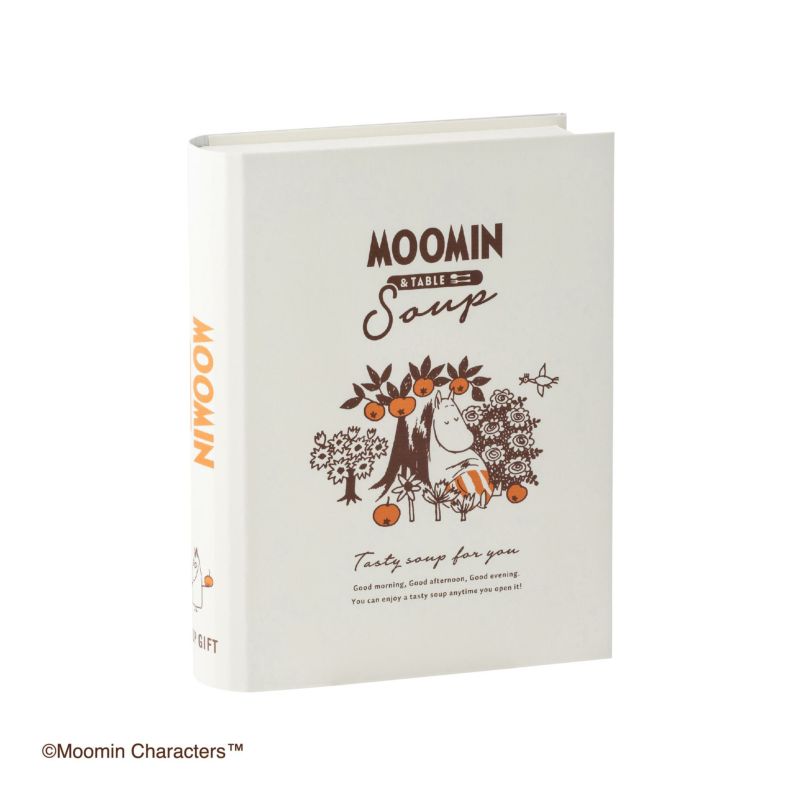 MOOMIN
& TABLE
Soup
Tasty soup for you
Good morning, Good afternoon, Good evening.
You can enjoy a tasty soup anytime you open it!
MOOMIN
GIFT
©Moomin Characters™